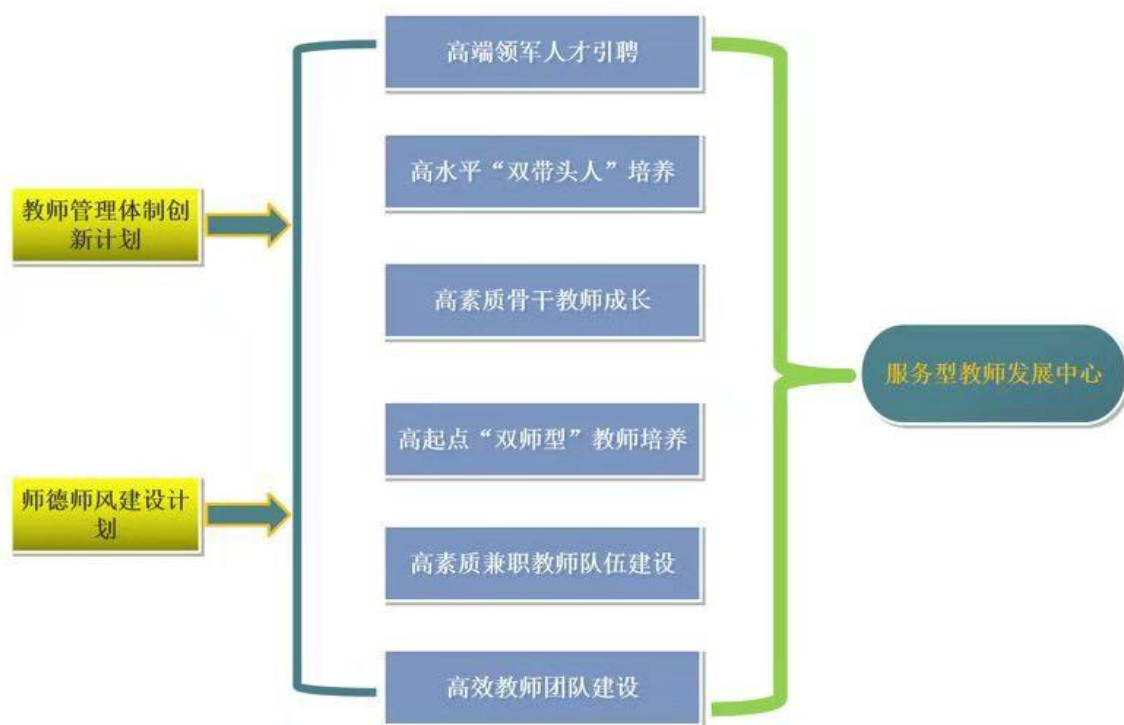 高端领军人才引聘
高水平“双带头人”培养
教师管理体制创
新计划
高素质骨干教师成长
服务型教师发展中心
高起点“双师型”教师培养
师德师风建设计
划
高素质兼职教师队伍建设
高效教师团队建设